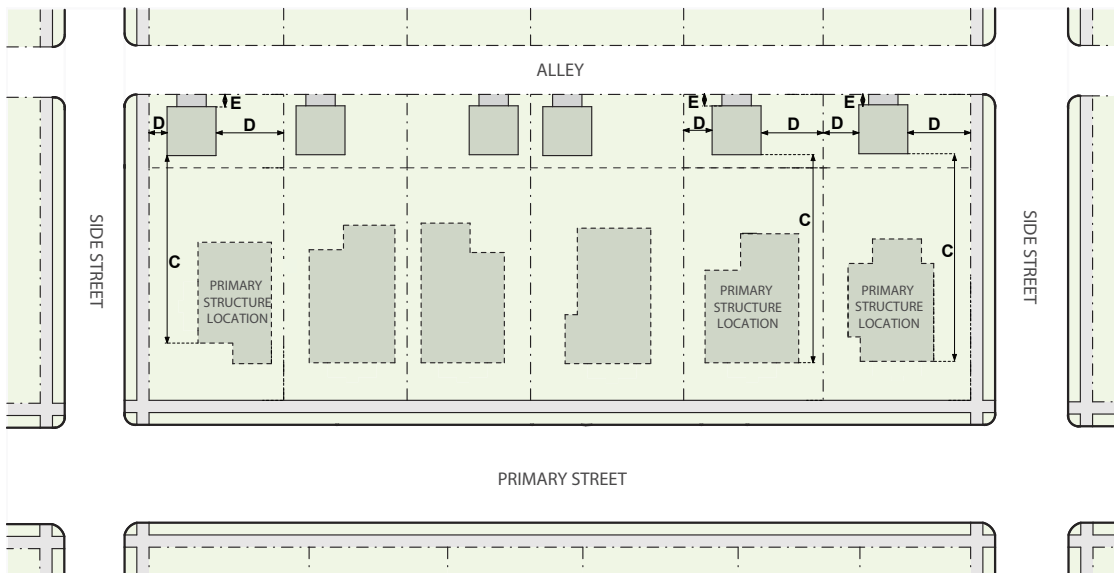 ALLEY
E
E
E
D
D
D
D
D
D
C
C
C
SIDE STREET
SIDE STREET
PRIMARY
STRUCTURE
LOCATION
PRIMARY
STRUCTURE
LOCATION
PRIMARY
STRUCTURE
LOCATION
PRIMARY STREET